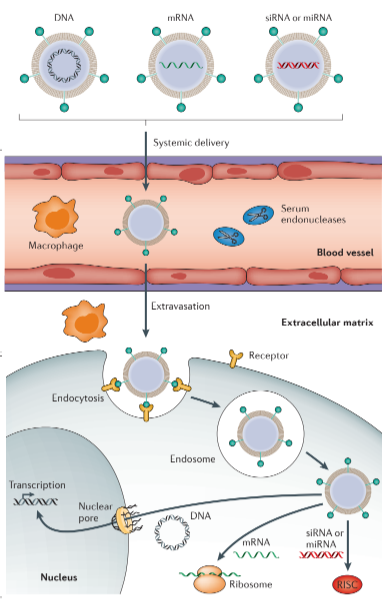 DNA
mRNA
siRNA or miRNA
Systemic delivery
Macrophage
Serum
endonucleases
Blood vessel
Extravasation
Extracellular matrix
Receptor
Endocytosis
Endosome
Transcription
Nuclear
pore
DNA
mRNA
siRNA or
miRNA
Nucleus
Ribosome
RISC